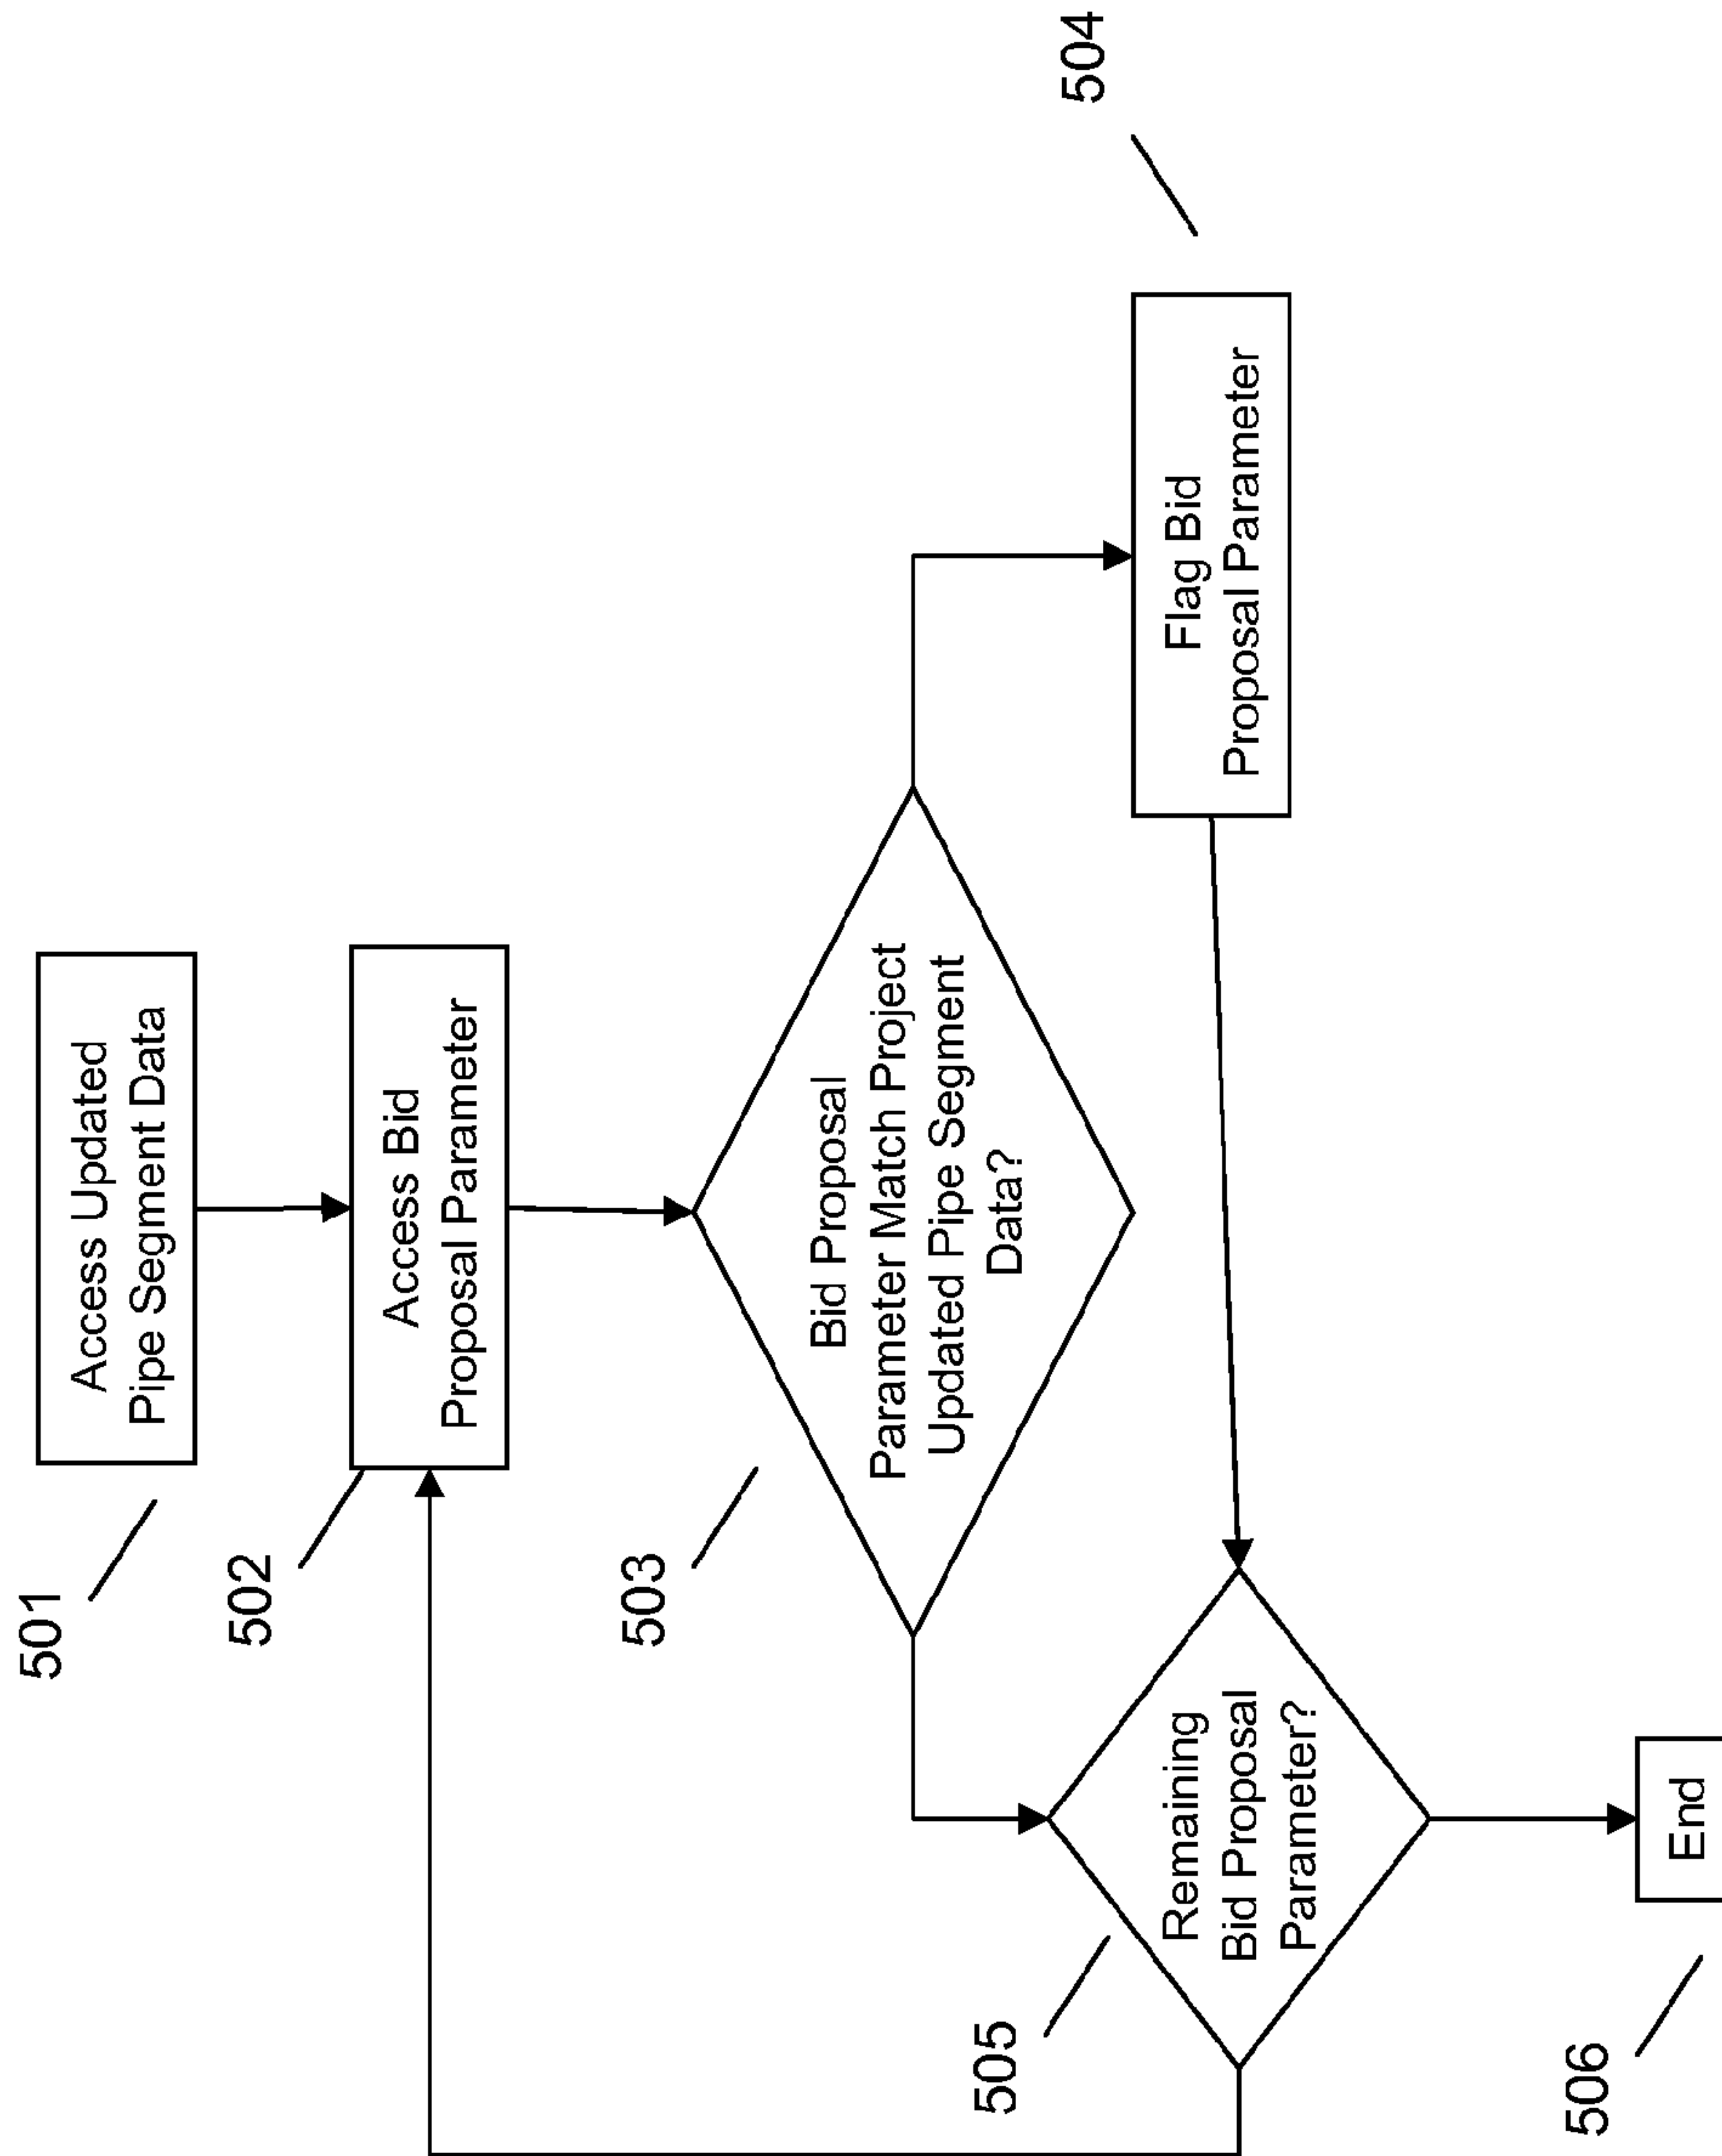 501
Access Updated
Pipe Segment Data
502
Access Bid
Proposal Parameter
503
Bid Proposal
Parameter Match Project
Updated Pipe Segment
Data?
504
Flag Bid
Proposal Parameter
505
Remaining
Bid Proposal
Parameter?
506
End